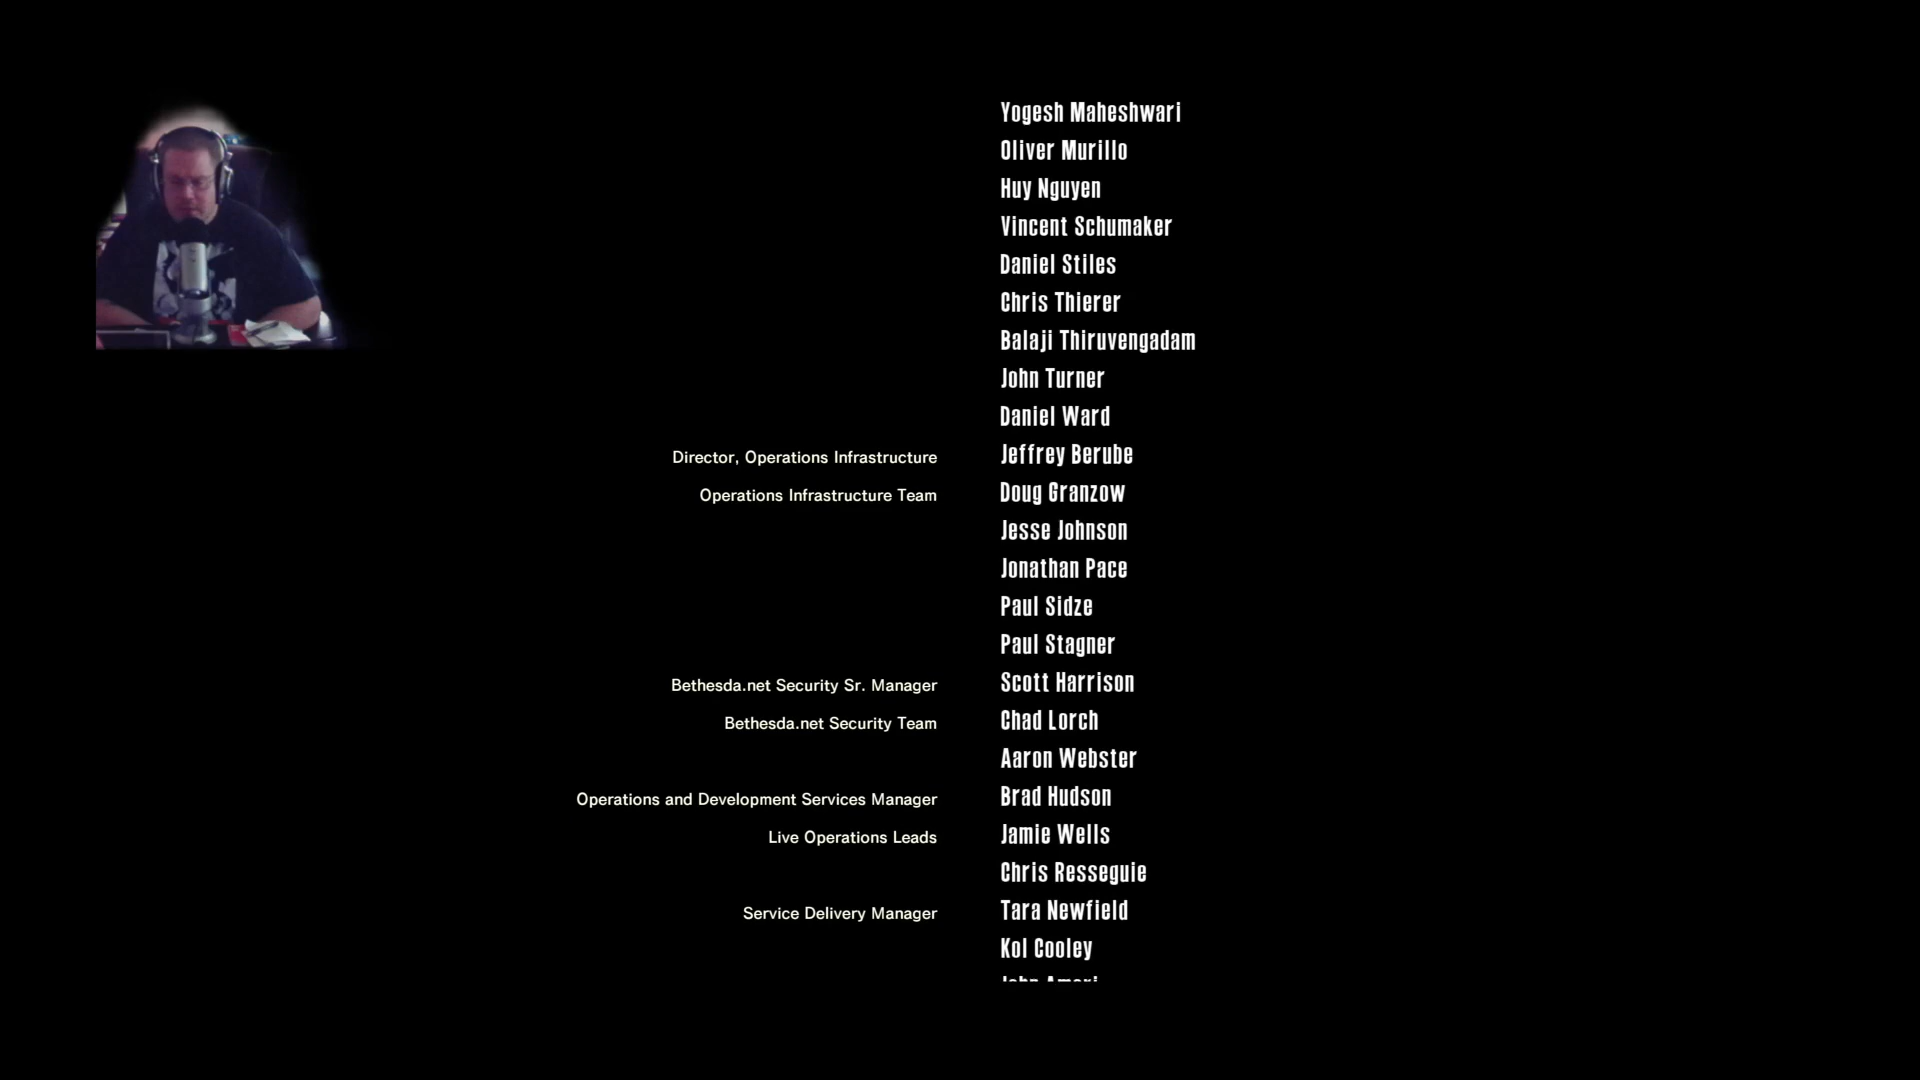 Yogesh Maheshwari
Oliver Murillo
Huy Nguyen
Vincent Schumaker
Daniel Stiles
Chris Thierer
Balaji Thiruvengadam
John Turner
Daniel Ward
Director, Operations Infrastructure Jeffrey Berube
Operations Infrastructure Team Doug Granzow
Jesse Johnson
Jonathan Pace
Paul Sidze
Paul Stagner
Bethesda.net Security Sr. Manager Scott Harrison
Bethesda.net Security Team Chad Lorch
Aaron Webster
Operations and Development Services Manager Brad Hudson
Live Operations Leads Jamie Wells
Chris Resseguie
Service Delivery Manager Tara Newfield
Kol Cooley